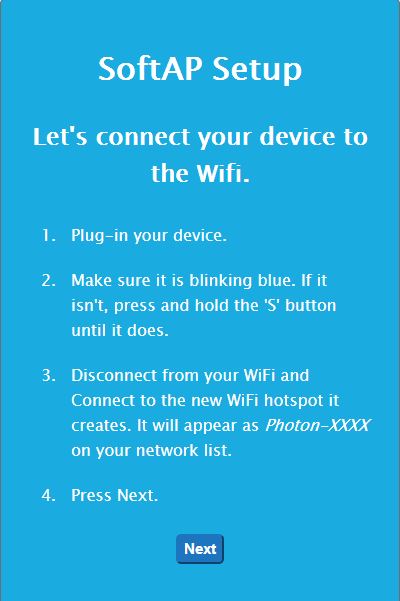 SoftAP Setup
Let's connect your device to
the Wifi.
1. Plug-in your device.
2. Make sure it is blinking blue. If it
isn't, press and hold the 'S' button
until it does.
3. Disconnect from your WiFi and
Connect to the new WiFi hotspot it
creates. It will appear as Photon-XXXX
on your network list.
4. Press Next.
Next